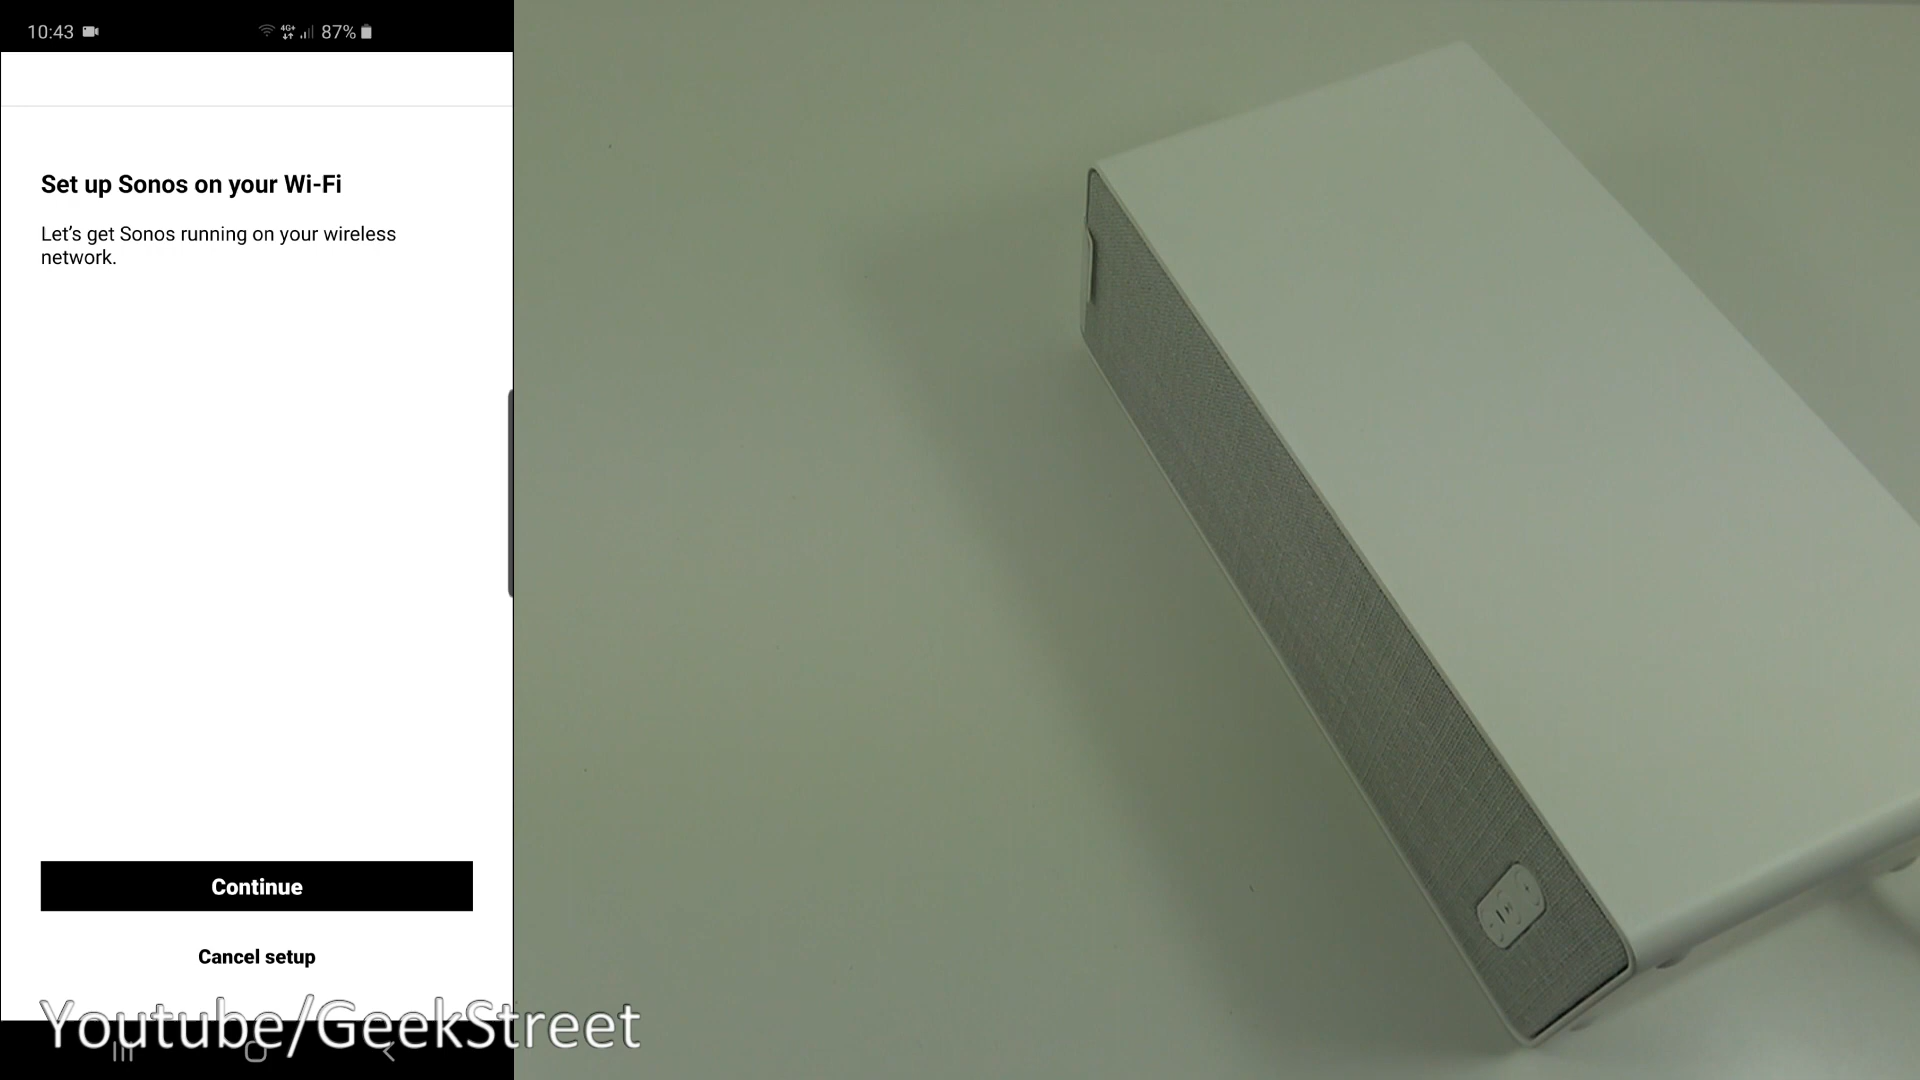 10:43
4G+
87%
Set up Sonos on your Wi-Fi
Let's get Sonos running on your wireless
network.
Continue
Cancel setup
Youtube/GeekStreet